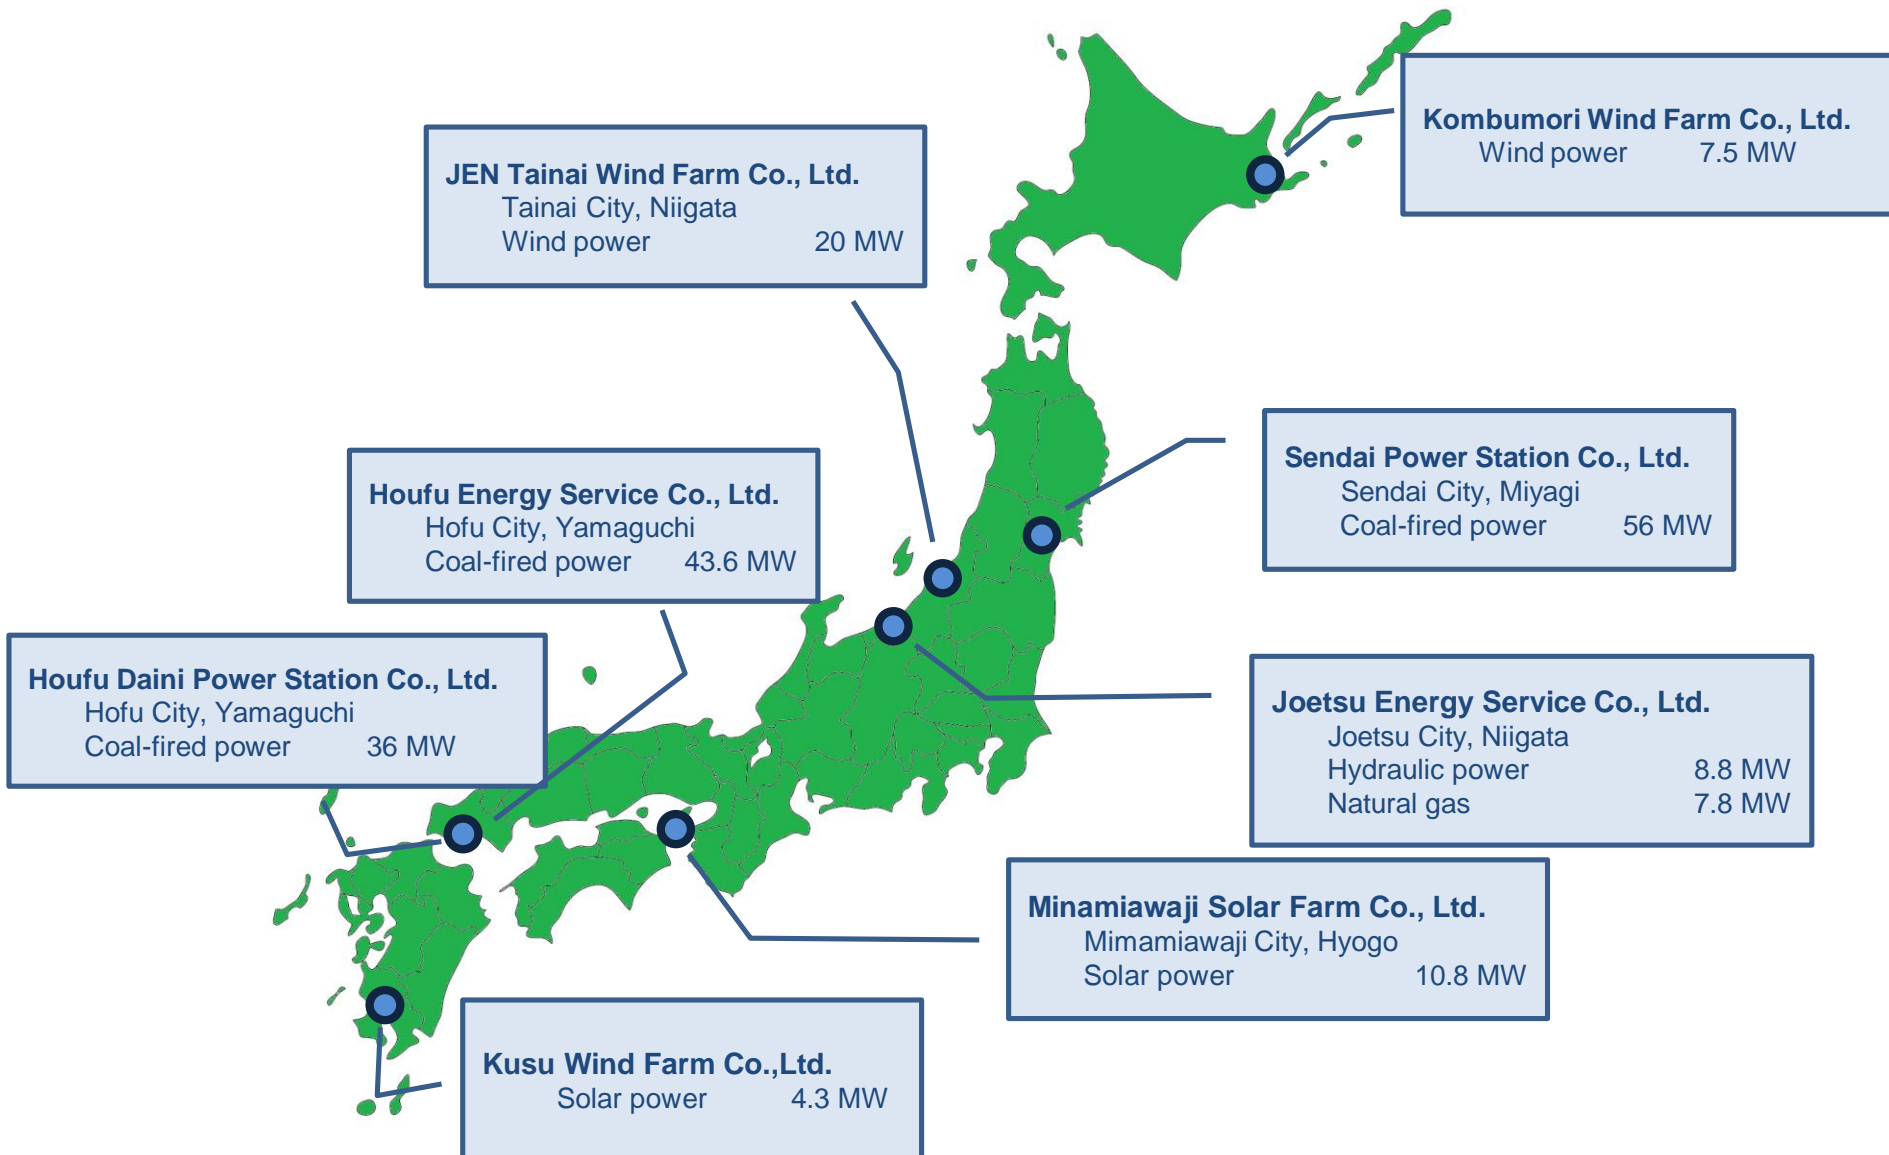 Kombumori Wind Farm Co., Ltd.
Wind power 7.5 MW
JEN Tainai Wind Farm Co., Ltd.
Tainai City, Niigata
Wind power 20 MW
Sendai Power Station Co., Ltd.
Sendai City, Miyagi
Coal-fired power 56 MW
Houfu Energy Service Co., Ltd.
Hofu City, Yamaguchi
Coal-fired power 43.6 MW
Houfu Daini Power Station Co., Ltd.
Hofu City, Yamaguchi
Coal-fired power 36 MW
Joetsu Energy Service Co., Ltd.
Joetsu City, Niigata
Hydraulic power 8.8 MW
Natural gas 7.8 MW
Minamiawaji Solar Farm Co., Ltd.
Mimamiawaji City, Hyogo
Solar power 10.8 MW
Kusu Wind Farm Co.,Ltd.
Solar power 4.3 MW